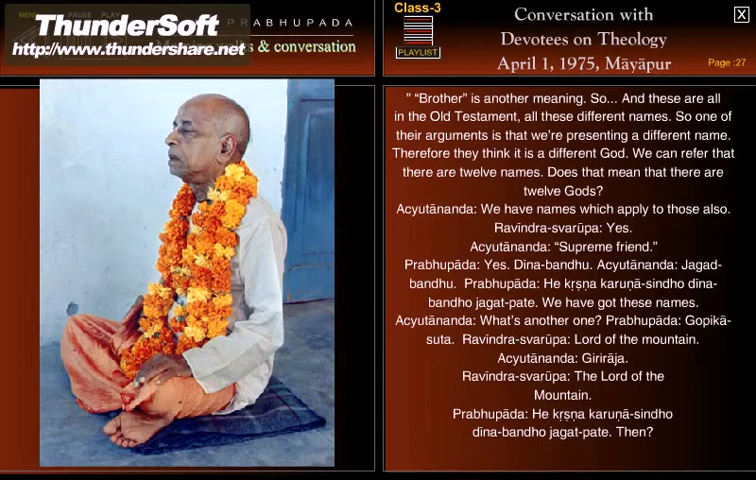 MENU PAUSE PLAY
ThunderSoft
http://www.thundershare.net
PRABHUPADA
& conversation
Class-3
PLAYLIST
Conversation with
Devotees on Theology
April 1, 1975, Māyāpur
X
Page :27
” “Brother” is another meaning. So... And these are all
in the Old Testament, all these different names. So one of
their arguments is that we’re presenting a different name.
Therefore they think it is a different God. We can refer that
there are twelve names. Does that mean that there are
twelve Gods?
Acyutānanda: We have names which apply to those also.
Ravīndra-svarūpa: Yes.
Acyutānanda: “Supreme friend.”
Prabhupāda: Yes. Dīna-bandhu. Acyutānanda: Jagad-
bandhu. Prabhupāda: He kṛṣṇa karuṇā-sindho dina-
bandho jagat-pate. We have got these names.
Acyutānanda: What’s another one? Prabhupāda: Gopikā-
suta. Ravīndra-svarūpa: Lord of the mountain.
Acyutānanda: Girirāja.
Ravīndra-svarūpa: The Lord of the
Mountain.
Prabhupāda: He kṛṣṇa karuṇā-sindho
dīna-bandho jagat-pate. Then?